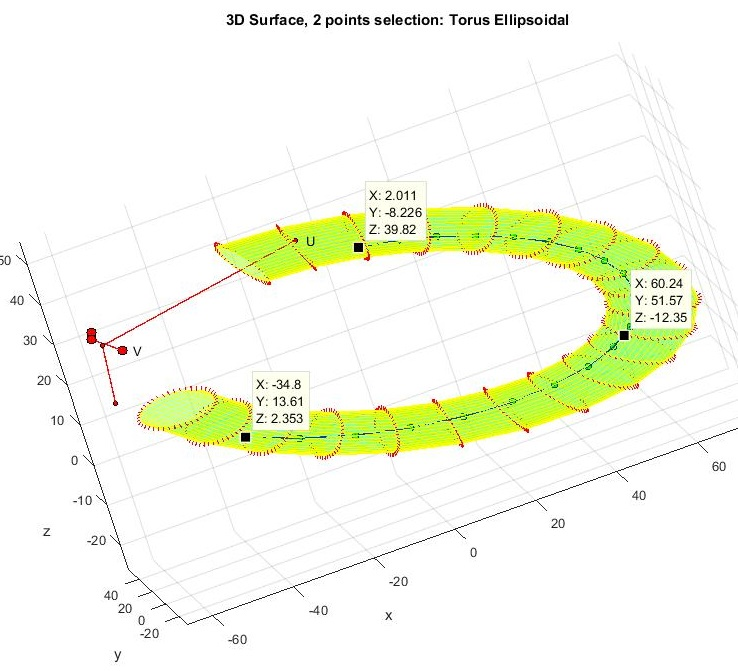 3D Surface, 2 points selection: Torus Ellipsoidal
X: 2.011
Y: -8.226
Z: 39.82
U
X: 60.24
Y: 51.57
Z: -12.35
V
X: -34.8
Y: 13.61
Z: 2.353
50
40
30
20
10
0
-10
-20
z
40
20
0
-20
y
-60
-40
-20
0
20
40
60
x